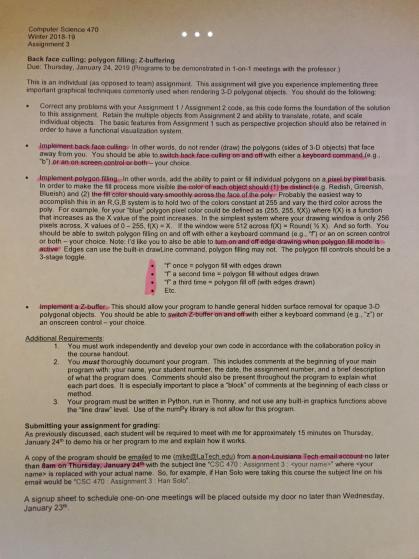 Computer Science 470
Winter 2018-19
Assignment 3
Back face culling; polygon filling; Z-buffering
Due: Thursday, January 24, 2019 (Programs to be demonstrated in 1-on-1 meetings with the professor.)
This is an individual (as opposed to team) assignment. This assignment will give you experience implementing three
important graphical techniques commonly used when rendering 3-D polygonal objects. You should do the following:
• Correct any problems with your Assignment 1 / Assignment 2 code, as this code forms the foundation of the solution
to this assignment. Retain the multiple objects from Assignment 2 and ability to translate, rotate, and scale
individual objects. The basic features from Assignment 1 such as perspective projection should also be retained in
order to have a functional visualization system.
• Implement back face culling. In other words, do not render (draw) the polygons (sides of 3-D objects) that face
away from you. You should be able to switch back face culling on and off with either a keyboard command (e.g.,
"b") or an on screen control or both – your choice.
• Implement polygon filling. In other words, add the ability to paint or fill individual polygons on a pixel by pixel basis.
In order to make the fill process more visible the color of each object should (1) be distinct (e.g. Redish, Greenish,
Blueish) and (2) the fill color should vary smoothly across the face of the poly. Probably the easiest way to
accomplish this in an R,G,B system is to hold two of the colors constant at 255 and vary the third across the
poly. For example, for your "blue" polygon pixel color could be defined as (255, 255, f(X)) where f(X) is a function
that increases as the X value of the point increases. In the simplest system where your drawing window is only 256
pixels across, X values of 0 – 255, f(X) = X. If the window were 512 across f(X) = Round( ½ X). And so forth. You
should be able to switch polygon filling on and off with either a keyboard command (e.g., "f") or an on screen control
or both – your choice. Note: I'd like you to also be able to turn on and off edge drawing when polygon fill mode is
active. Edges can use the built-in drawline command, polygon filling may not. The polygon fill controls should be a
3-stage toggle.
• "f" once = polygon fill with edges drawn
• "f" a second time = polygon fill without edges drawn
• "f" a third time = polygon fill off (with edges drawn)
• Etc.
• Implement a Z-buffer. This should allow your program to handle general hidden surface removal for opaque 3-D
polygonal objects. You should be able to switch Z-buffer on and off with either a keyboard command (e.g., "z") or
an onscreen control – your choice.
Additional Requirements:
1. You must work independently and develop your own code in accordance with the collaboration policy in
the course handout.
2. You must thoroughly document your program. This includes comments at the beginning of your main
program with: your name, your student number, the date, the assignment number, and a brief description
of what the program does. Comments should also be present throughout the program to explain what
each part does. It is especially important to place a "block" of comments at the beginning of each class or
method.
3. Your program must be written in Python, run in Thonny, and not use any built-in graphics functions above
the "line draw" level. Use of the numPy library is not allow for this program.
Submitting your assignment for grading:
As previously discussed, each student will be required to meet with me for approximately 15 minutes on Thursday,
January 24th to demo his or her program to me and explain how it works.
A copy of the program should be emailed to me (mike@LaTech.edu) from a non-Louisiana Tech email account no later
than 8am on Thursday, January 24th with the subject line "CSC 470 : Assignment 3 : <your name>" where <your
name> is replaced with your actual name. So, for example, if Han Solo were taking this course the subject line on his
email would be "CSC 470 : Assignment 3 : Han Solo".
A signup sheet to schedule one-on-one meetings will be placed outside my door no later than Wednesday,
January 23rd.